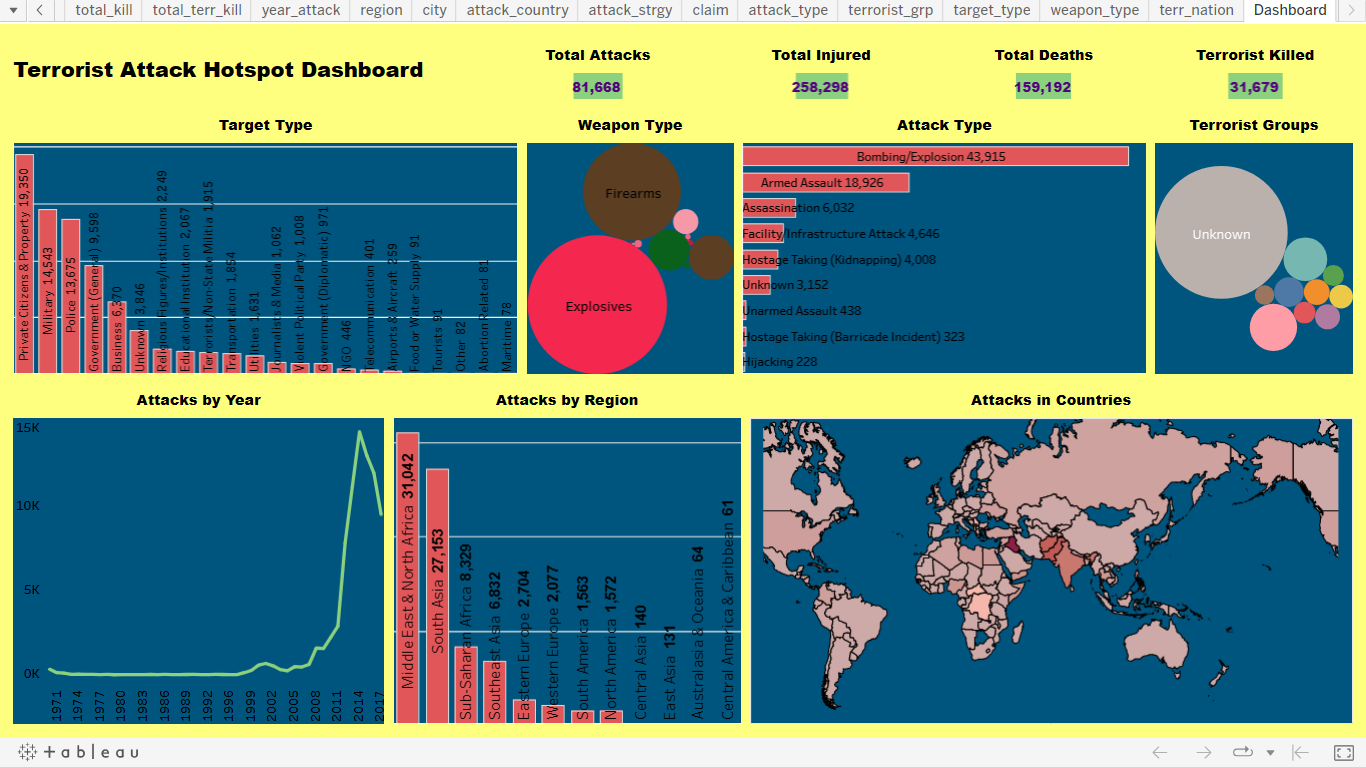 total_kill
total_terr_kill
year_attack
region
city
attack_country
attack_strgy
claim
attack_type
terrorist_grp
target_type
weapon_type
terr_nation
Dashboard
Terrorist Attack Hotspot Dashboard
Total Attacks
81,668
Total Injured
258,298
Total Deaths
159,192
Terrorist Killed
31,679
Target Type
Private Citizens & Property 19,350
Military 14,543
Police 13,675
Government (General) 9,598
Business 6,370
Unknown 3,846
Religious Figures/Institutions 2,249
Educational Institution 2,067
Terrorists/Non-State Militia 1,915
Transportation 1,854
Utilities 1,631
Journalists & Media 1,062
Violent Political Party 1,008
Government (Diplomatic) 971
NGO 446
Telecommunication 401
Airports & Aircraft 259
Food or Water Supply 91
Tourists 91
Other 82
Abortion Related 81
Maritime 78
Weapon Type
Firearms
Explosives
Attack Type
Bombing/Explosion 43,915
Armed Assault 18,926
Assassination 6,032
Facility/Infrastructure Attack 4,646
Hostage Taking (Kidnapping) 4,008
Unknown 3,152
Unarmed Assault 438
Hostage Taking (Barricade Incident) 323
Hijacking 228
Terrorist Groups
Unknown
Attacks by Year
15K
10K
5K
0K
1971
1974
1977
1980
1983
1986
1989
1992
1996
1999
2002
2005
2008
2011
2014
2017
Attacks by Region
Middle East & North Africa 31,042
South Asia 27,153
Sub-Saharan Africa 8,329
Southeast Asia 6,832
Eastern Europe 2,704
Western Europe 2,077
South America 1,563
North America 1,572
Central Asia 140
East Asia 131
Australasia & Oceania 64
Central America & Caribbean 61
Attacks in Countries
+ableau